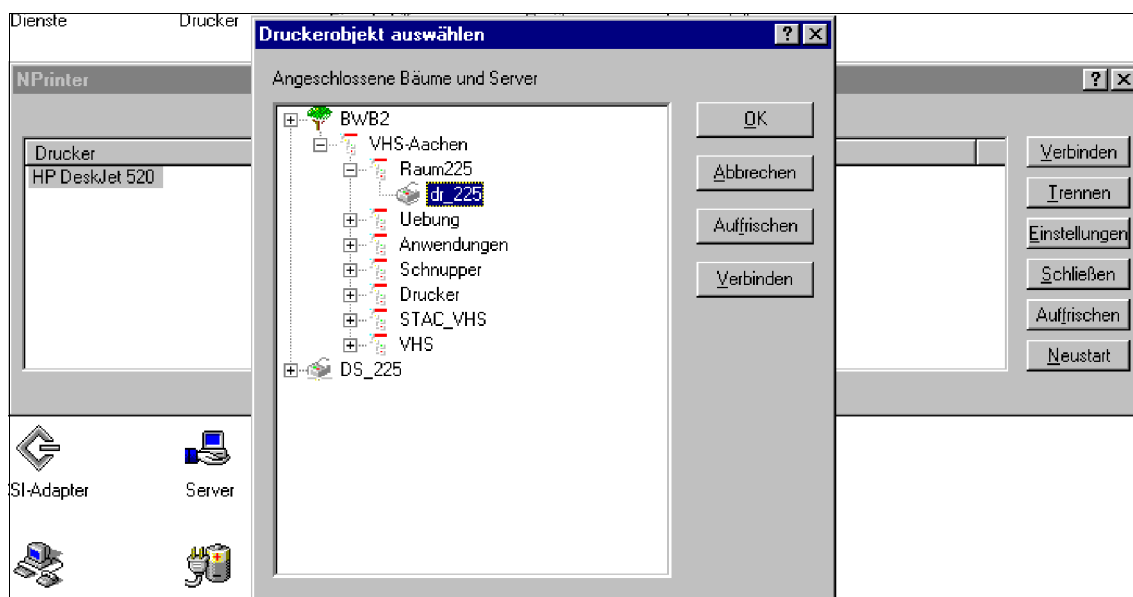 Dienste
Drucker
Druckerobjekt auswählen
NPrinter
Angeschlossene Bäume und Server
BWB2
VHS-Aachen
Raum225
dr_225
Uebung
Anwendungen
Schnupper
Drucker
STAC_VHS
VHS
DS_225
OK
Abbrechen
Auffrischen
Verbinden
Drucker
HP DeskJet 520
Verbinden
Trennen
Einstellungen
Schließen
Auffrischen
Neustart
SI-Adapter
Server